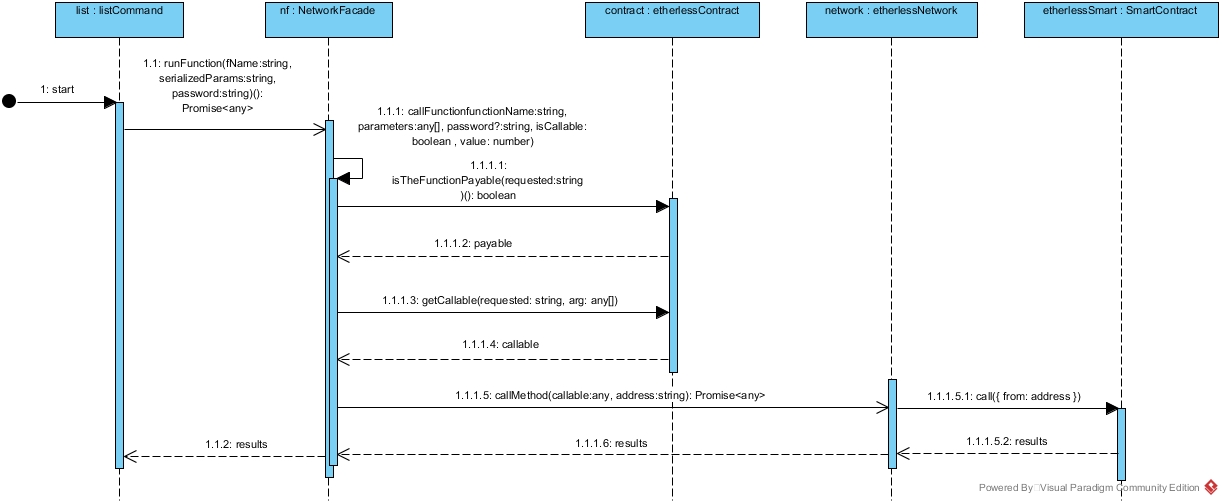 list : listCommand
nf : NetworkFacade
contract : etherlessContract
network : etherlessNetwork
etherlessSmart : SmartContract
1: start
1.1: runFunction(fName:string,
serializedParams:string,
password:string)():
Promise<any>
1.1.1: callFunctionfunctionName:string,
parameters:any[], password?:string, isCallable:
boolean , value: number)
1.1.1.1:
isTheFunctionPayable(requested:string
)(): boolean
1.1.1.2: payable
1.1.1.3: getCallable(requested: string, arg: any[])
1.1.1.4: callable
1.1.1.5: callMethod(callable:any, address:string): Promise<any>
1.1.1.5.1: call({ from: address })
1.1.2: results
1.1.1.6: results
1.1.1.5.2: results
Powered By Visual Paradigm Community Edition